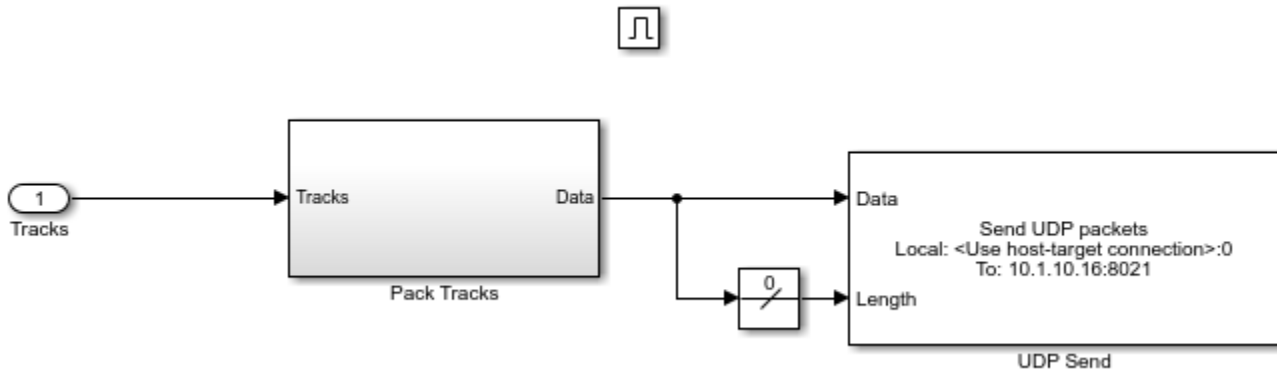 1
Tracks
Tracks
Data
Pack Tracks
0
Data
Send UDP packets
Local: <Use host-target connection>:0
To: 10.1.10.16:8021
Length
UDP Send